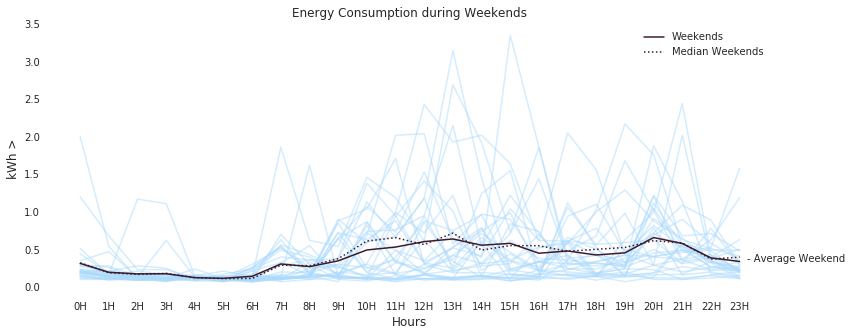 Energy Consumption during Weekends
3.5
3.0
2.5
2.0
1.5
1.0
0.5
0.0
kWh >
Weekends
Median Weekends
- Average Weekend
0H 1H 2H 3H 4H 5H 6H 7H 8H 9H 10H 11H 12H 13H 14H 15H 16H 17H 18H 19H 20H 21H 22H 23H
Hours